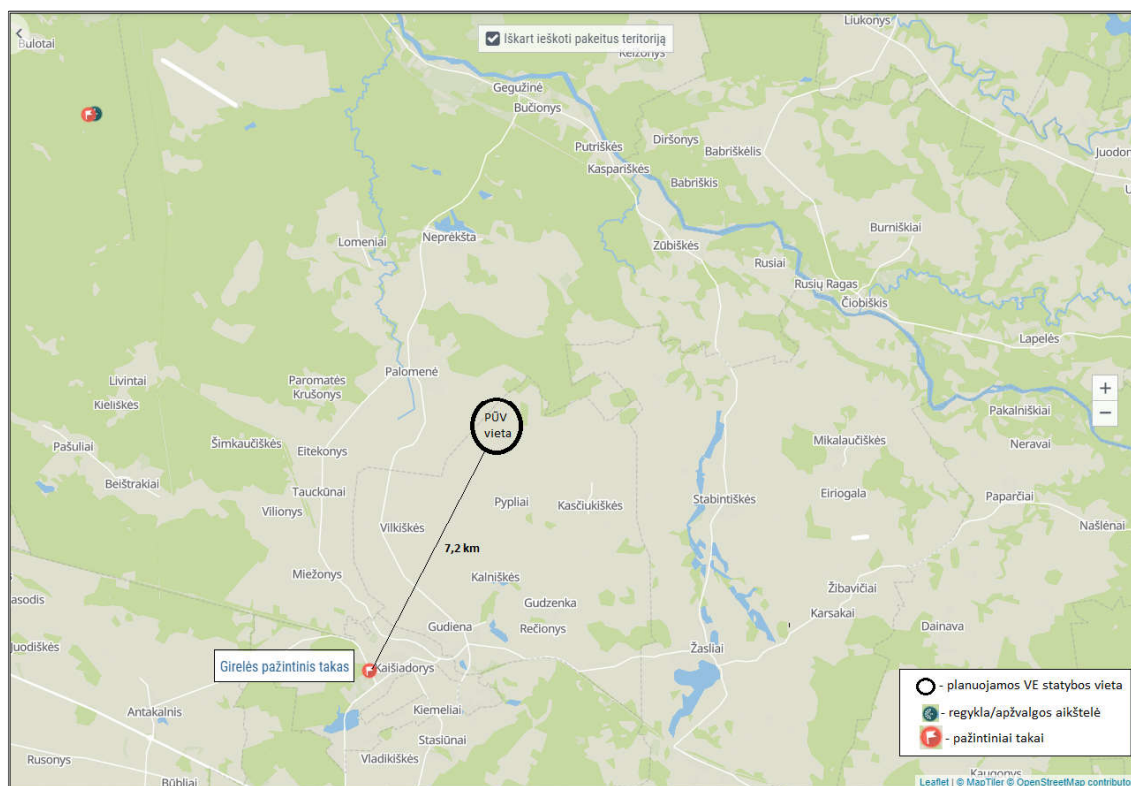 Liukonys
Bulotai
Iškart ieškoti pakeitus teritoriją
Keižonys
Gegužinė
Bučionys
Diršonys
Putriškės
Babriškėlis
Juodon
Kaspariškės
Babriškis
Burniškiai
Lomeniai
Neprėkšta
Zūbiškės
Rusiai
Rusių Ragas
Čiobiškis
Lapelės
Palomenė
Livintai
Paromatės
Krušonys
Kieliškės
PŪV
vieta
Pakalniškiai
Pašuliai
Šimkaučiškės
Eitekonys
Mikalaučiškės
Neravai
Beištrakiai
Tauckūnai
Pypliai
Kasčiukiškės
Stabintiškės
Eiriogala
Paparčiai
Vilionys
Vilkiškės
Našlėnai
7,2 km
Miežonys
Kalniškės
Žibavičiai
asodis
Gudzenka
Karsakai
Gudiena
Rečionys
Dainava
Juodiškės
Žasliai
Girelės pažintinis takas
Kaišiadorys
- planuojamos VE statybos vieta
Antakalnis
Kiemeliai
- regykla/apžvalgos aikštelė
Stasiūnai
- pažintiniai takai
Rusonys
Vladikiškės
Būbliai
Kaugonys
Leaflet | © MapTiler © OpenStreetMap contributo